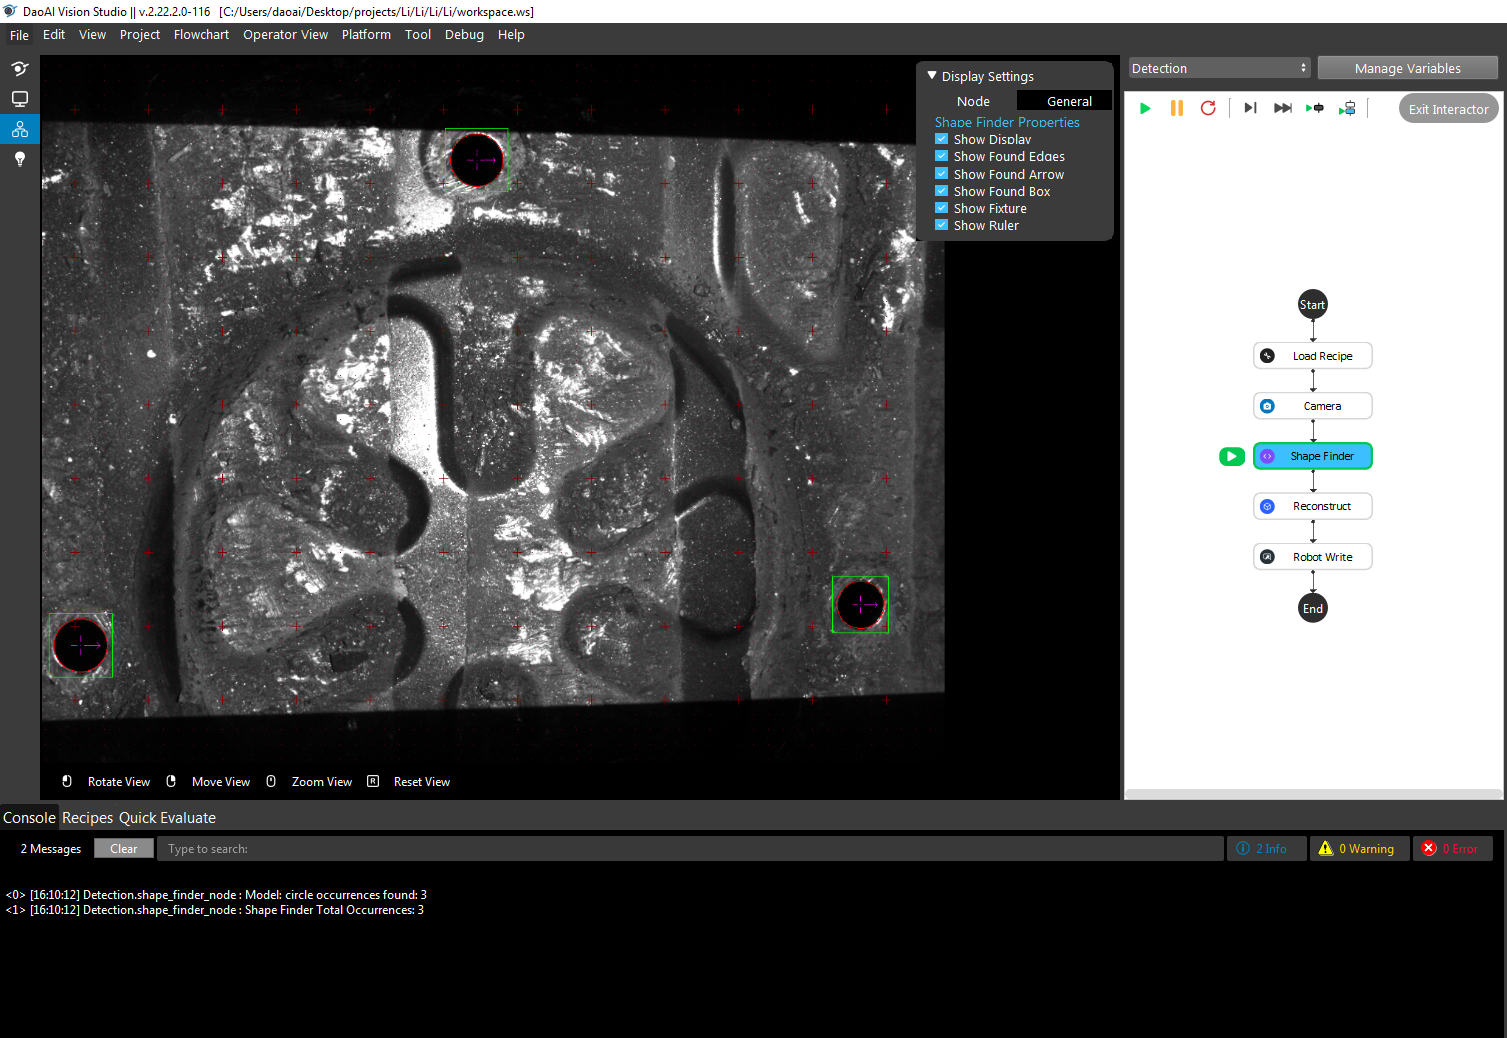 DaoAI Vision Studio || v.2.22.2.0-116 [C:/Users/daoai/Desktop/projects/Li/Li/Li/Li/workspace.ws]
File Edit View Project Flowchart Operator View Platform Tool Debug Help
Display Settings
Node General
Shape Finder Properties
Show Display
Show Found Edges
Show Found Arrow
Show Found Box
Show Fixture
Show Ruler
Rotate View Move View Zoom View R Reset View
Detection Manage Variables
Exit Interactor
Start
Load Recipe
Camera
Shape Finder
Reconstruct
Robot Write
End
Console Recipes Quick Evaluate
2 Messages Clear Type to search: 2 Info 0 Warning 0 Error
<0> [16:10:12] Detection.shape_finder_node : Model: circle occurrences found: 3
<1> [16:10:12] Detection.shape_finder_node : Shape Finder Total Occurrences: 3